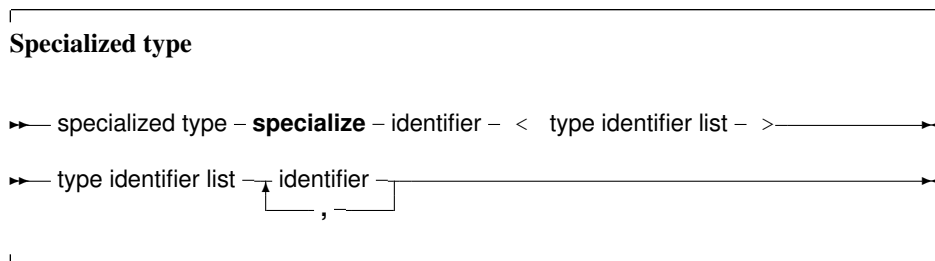 Specialized type
specialized type specialize identifier < type identifier list >
type identifier list identifier
,